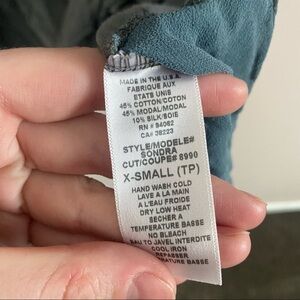 MADE IN THE U.S.A
FABRIQUE AUX
ETATS UNIS
45% COTTON/COTON
45% MODAL/MODAL
10% SILK/SOIE
RN # 94062
CA# 38223
STYLE/MODELE#
SONDRA
CUT/COUPE# 8990
X-SMALL (TP)
HAND WASH COLD
LAVE A LA MAIN
A L'EAU FROIDE
DRY LOW HEAT
SECHER A
TEMPERATURE BASSE
NO BLEACH
EAU TO JAVEL INTERDITE
COOL IRON
REPASSER
TEMPERATURE BASSE